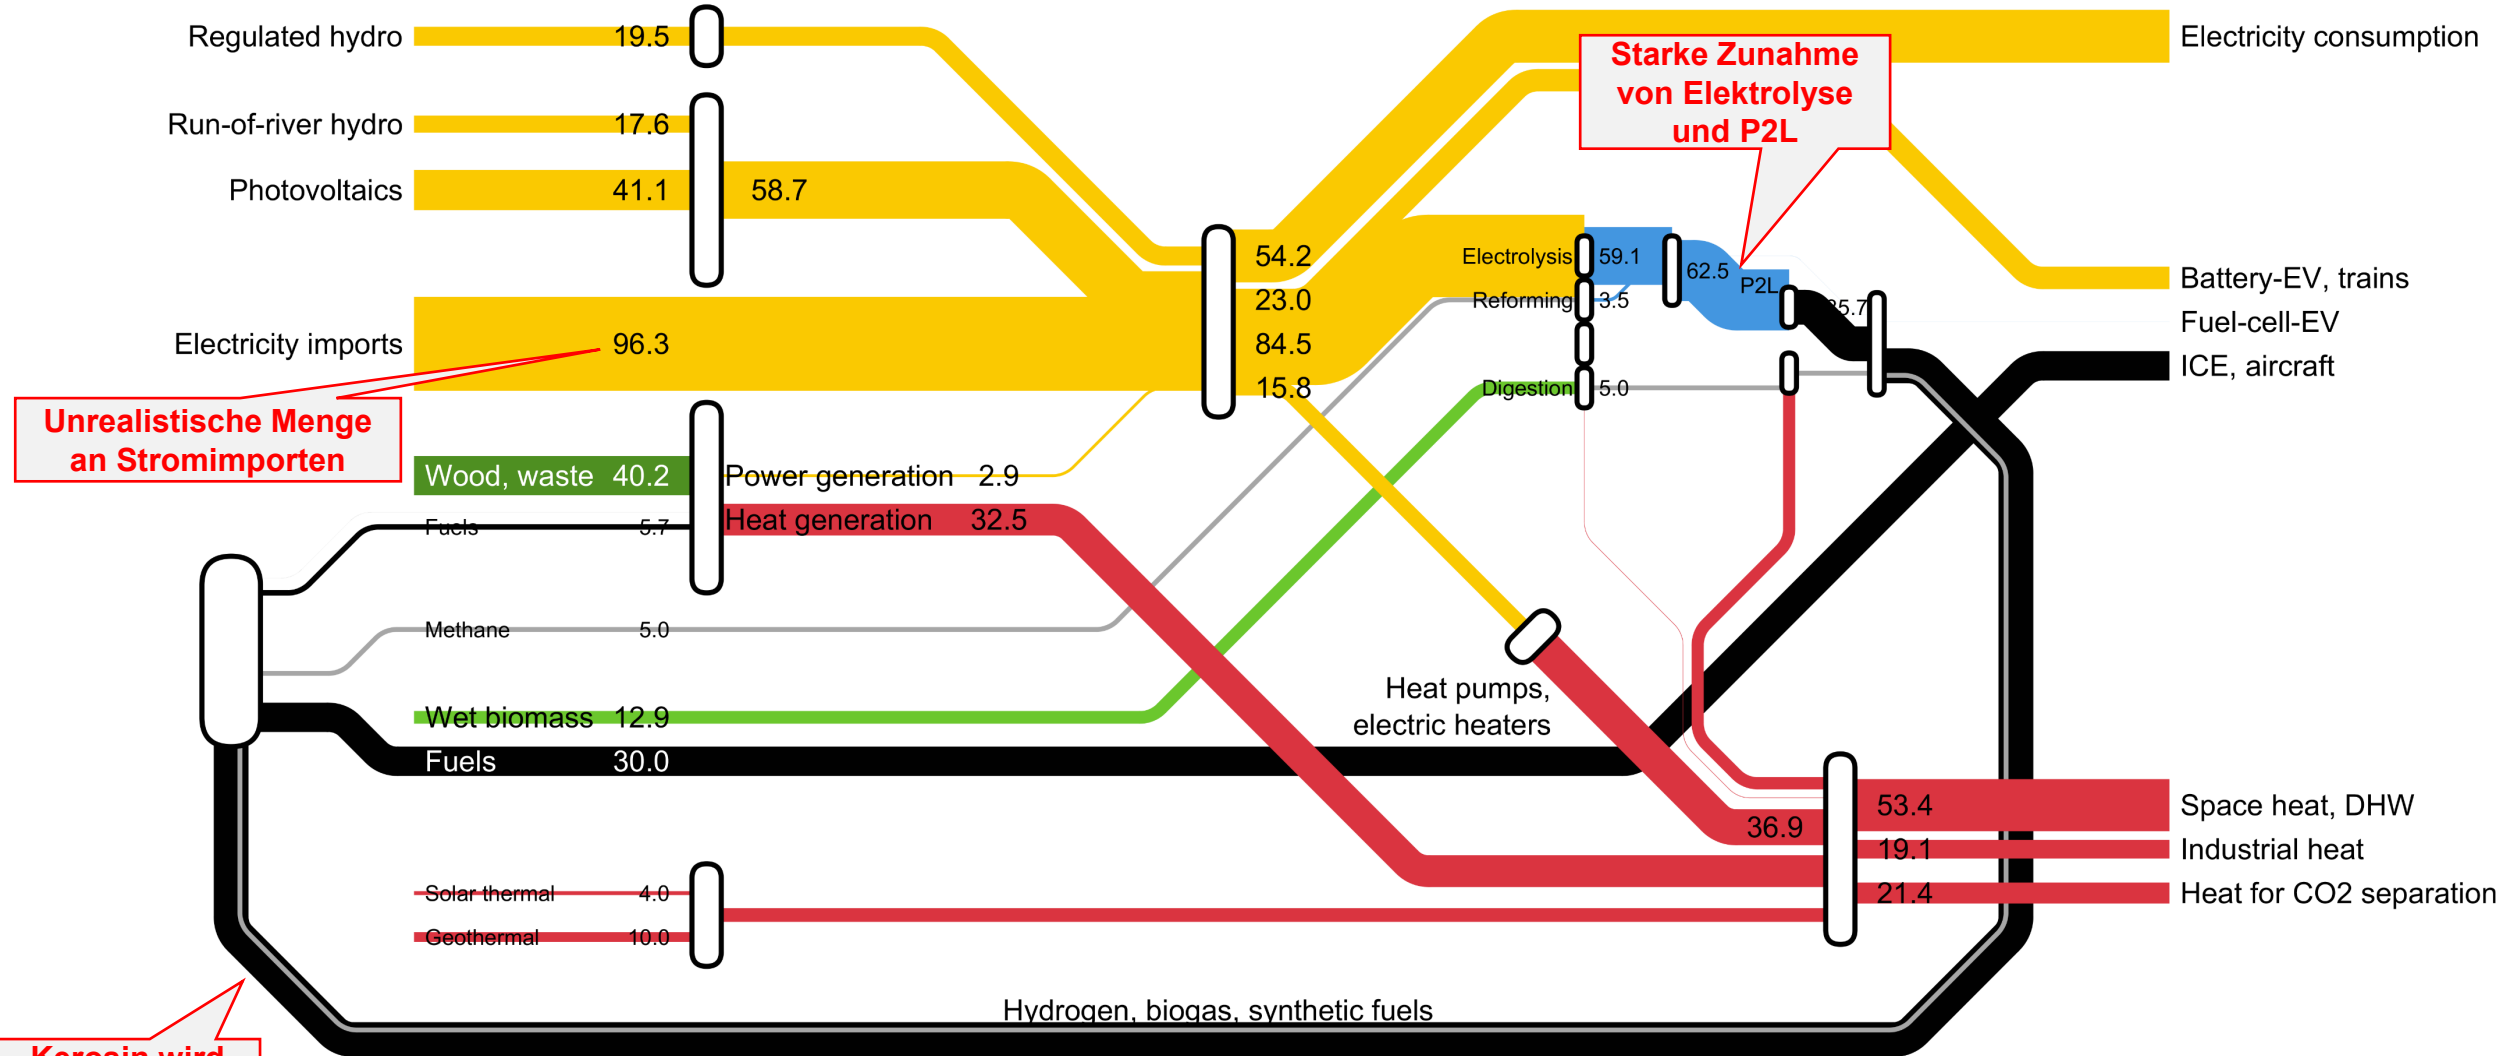 Regulated hydro 19.5
Electricity consumption
Starke Zunahme
von Elektrolyse
und P2L
Run-of-river hydro 17.6
Photovoltaics 41.1 58.7
Electrolysis 59.1
54.2
62.5
P2L
Battery-EV, trains
23.0
Reforming 3.5
Fuel-cell-EV
Electricity imports 96.3
84.5
ICE, aircraft
15.8
Digestion 5.0
Unrealistische Menge
an Stromimporten
Wood, waste 40.2
Power generation 2.9
Fuels 5.7
Heat generation 32.5
Methane 5.0
Heat pumps,
electric heaters
Wet biomass 12.9
Fuels 30.0
36.9
53.4
Space heat, DHW
19.1
Industrial heat
Solar thermal 4.0
21.4
Heat for CO2 separation
Geothermal 10.0
Hydrogen, biogas, synthetic fuels
Kerosin wird